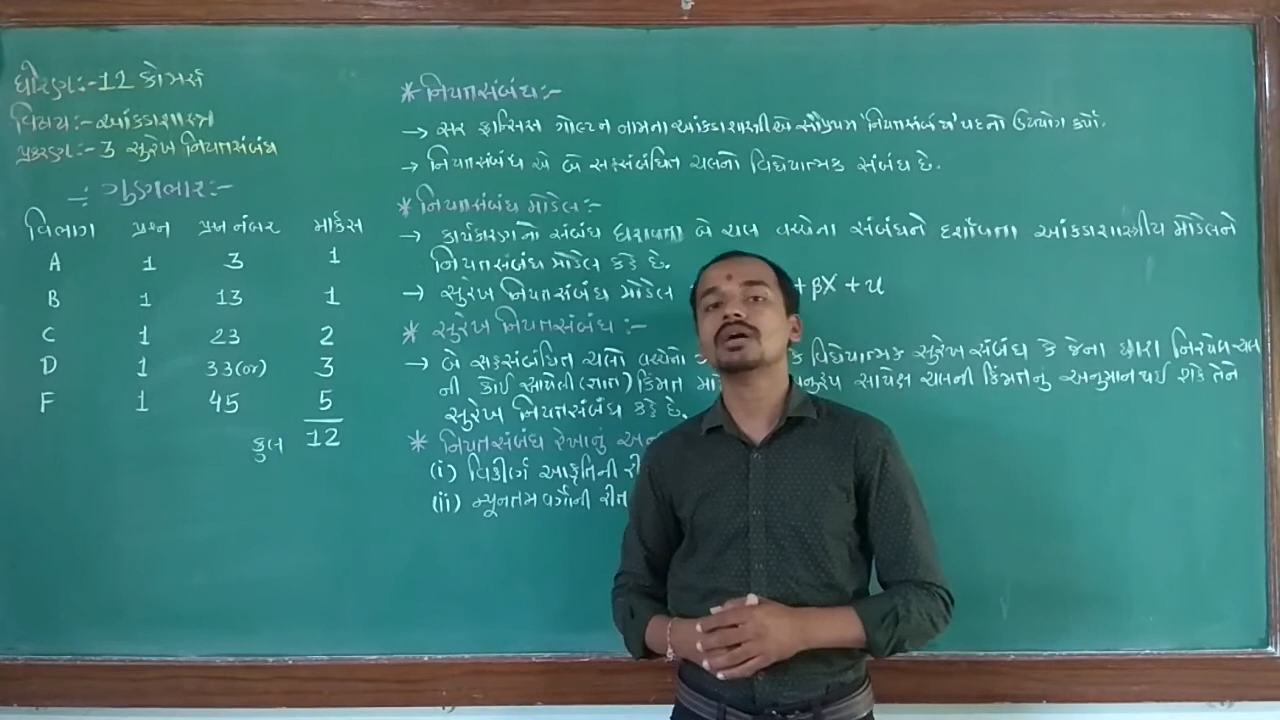 ધોરણ:-12 કોમર્સ
વિષય:- આંકડાશાસ્ત્ર
પ્રકરણ:- 3 સુરેખ નિયતસંબંધ
-: ગુણભાર:-
વિભાગ પ્રશ્ન પ્રશ્ન નંબર માર્કસ
A 1 3 1
B 1 13 1
C 1 23 2
D 1 33(or) 3
F 1 45 5
કુલ 12
* નિયતસંબંધ:-
→ સર ફ્રાન્સિસ ગોલ્ટન નામના આંકડાશાસ્ત્રીએ સૌપ્રથમ 'નિયતસંબંધ' પદનો ઉપયોગ કર્યો.
→ નિયતસંબંધ એ બે સહસંબંધિત ચલનો વિધેયાત્મક સંબંધ છે.
* નિયતસંબંધ મોડેલ:-
→ કાર્યકારણનો સંબંધ ધરાવતા બે ચલ વચ્ચેના સંબંધને દર્શાવતા આંકડાશાસ્ત્રીય મોડેલને
નિયતસંબંધ મોડેલ કહે છે.
→ સુરેખ નિયતસંબંધ મોડેલ + βX + u
* સુરેખ નિયતસંબંધ :-
→ બે સહસંબંધિત ચલો વચ્ચેનો કે વિધેયાત્મક સુરેખ સંબંધ કે જેના દ્વારા નિરપેક્ષ ચલ
ની કોઈ આપેલી (જ્ઞાત) કિંમત મા નુરૂપ સાપેક્ષ ચલની કિંમતનું અનુમાન થઈ શકે તેને
સુરેખ નિયતસંબંધ કહે છે.
* નિયતસંબંધ રેખાનું અન
(i) વિકીર્ણ આકૃતિની રી
(ii) ન્યૂનતમ વર્ગોની રીત